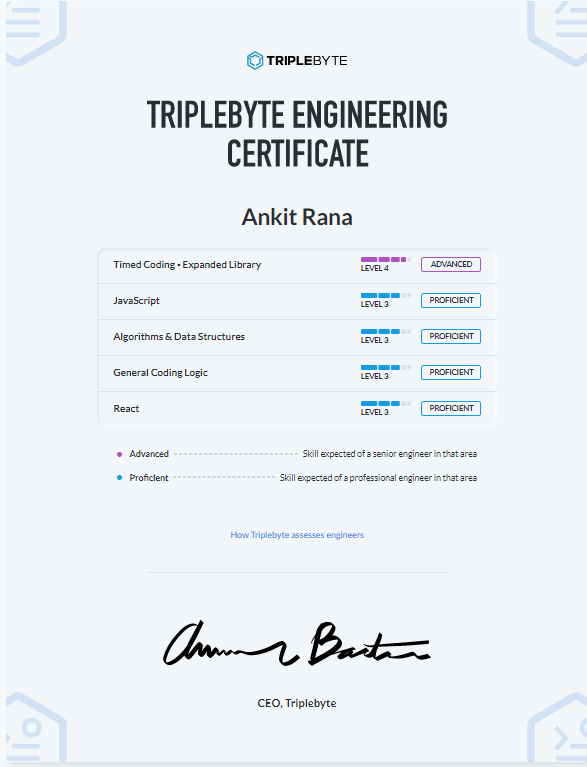 TRIPLEBYTE
TRIPLEBYTE ENGINEERING
CERTIFICATE
Ankit Rana
Timed Coding • Expanded Library LEVEL 4 ADVANCED
JavaScript LEVEL 3 PROFICIENT
Algorithms & Data Structures LEVEL 3 PROFICIENT
General Coding Logic LEVEL 3 PROFICIENT
React LEVEL 3 PROFICIENT
Advanced Skill expected of a senior engineer in that area
Proficient Skill expected of a professional engineer in that area
How Triplebyte assesses engineers
CEO, Triplebyte